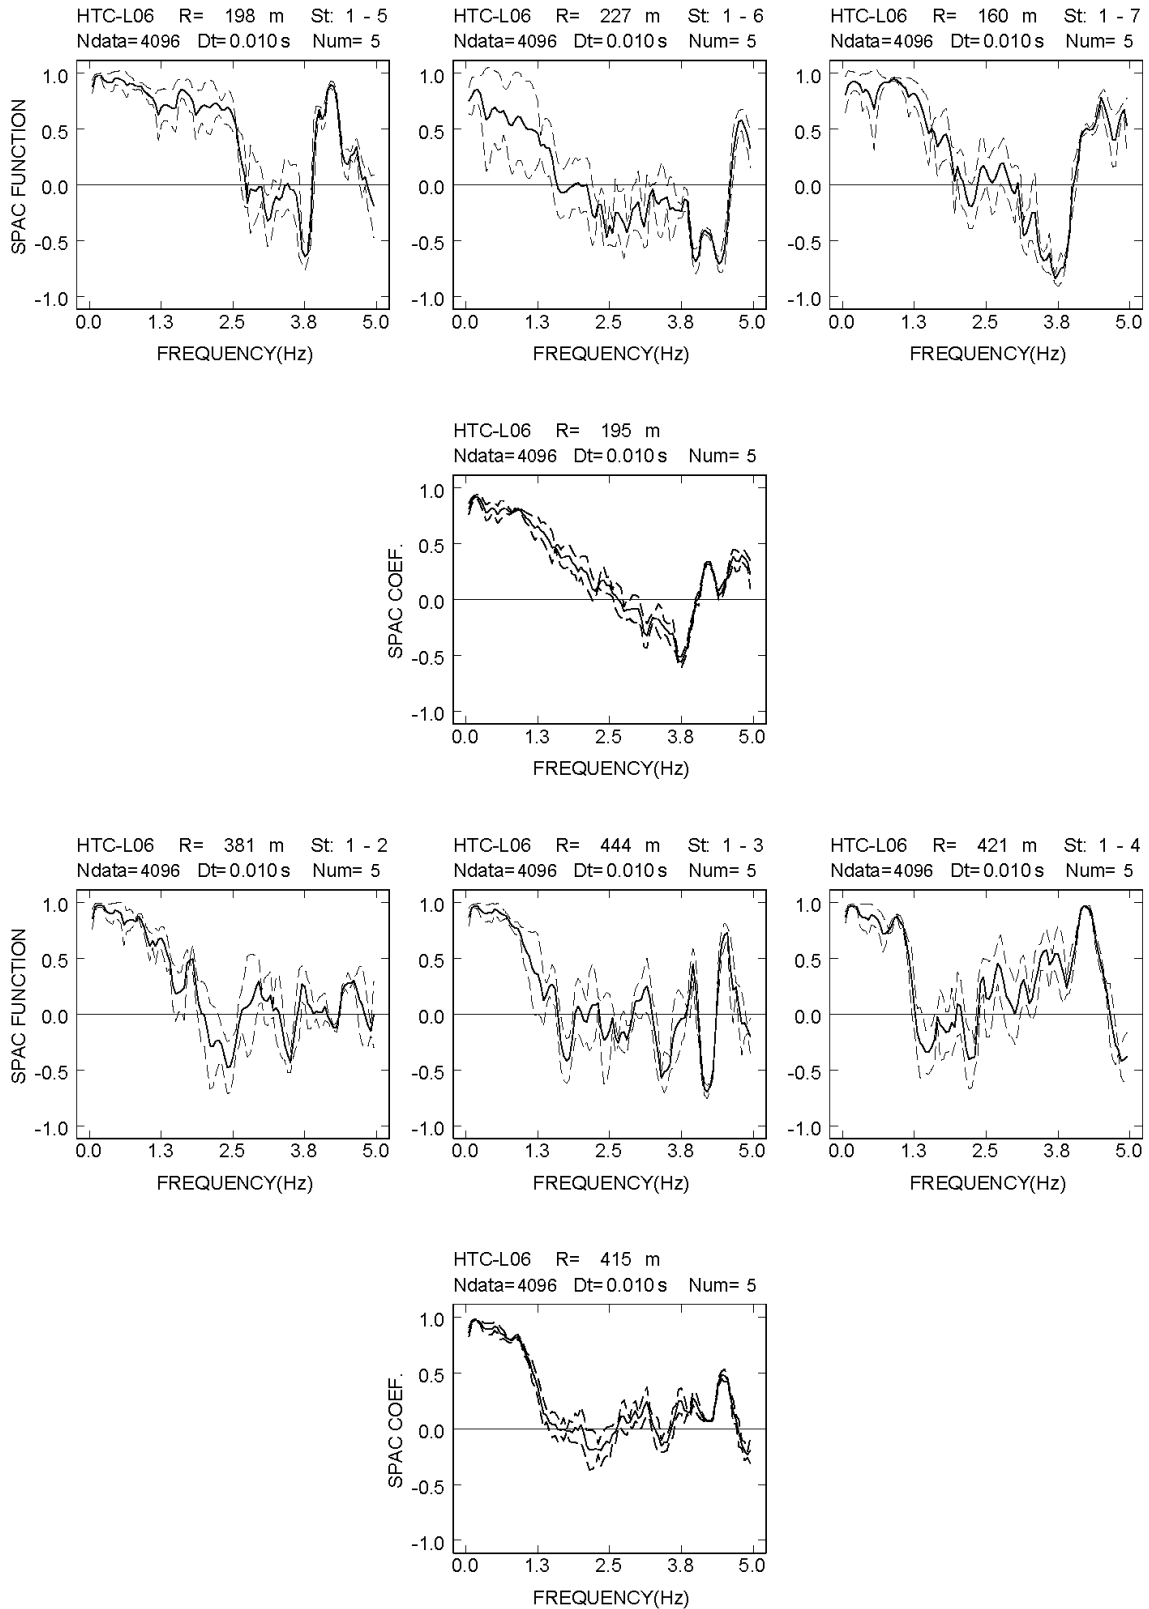 HTC-L06 R= 198 m St: 1 - 5
Ndata=4096 Dt=0.010 s Num= 5
SPAC FUNCTION
1.0
0.5
0.0
-0.5
-1.0
0.0 1.3 2.5 3.8 5.0
FREQUENCY(Hz)
HTC-L06 R= 227 m St: 1 - 6
Ndata=4096 Dt=0.010 s Num= 5
1.0
0.5
0.0
-0.5
-1.0
0.0 1.3 2.5 3.8 5.0
FREQUENCY(Hz)
HTC-L06 R= 160 m St: 1 - 7
Ndata=4096 Dt=0.010 s Num= 5
1.0
0.5
0.0
-0.5
-1.0
0.0 1.3 2.5 3.8 5.0
FREQUENCY(Hz)
HTC-L06 R= 195 m
Ndata=4096 Dt=0.010 s Num= 5
SPAC COEF.
1.0
0.5
0.0
-0.5
-1.0
0.0 1.3 2.5 3.8 5.0
FREQUENCY(Hz)
HTC-L06 R= 381 m St: 1 - 2
Ndata=4096 Dt=0.010 s Num= 5
SPAC FUNCTION
1.0
0.5
0.0
-0.5
-1.0
0.0 1.3 2.5 3.8 5.0
FREQUENCY(Hz)
HTC-L06 R= 444 m St: 1 - 3
Ndata=4096 Dt=0.010 s Num= 5
1.0
0.5
0.0
-0.5
-1.0
0.0 1.3 2.5 3.8 5.0
FREQUENCY(Hz)
HTC-L06 R= 421 m St: 1 - 4
Ndata=4096 Dt=0.010 s Num= 5
1.0
0.5
0.0
-0.5
-1.0
0.0 1.3 2.5 3.8 5.0
FREQUENCY(Hz)
HTC-L06 R= 415 m
Ndata=4096 Dt=0.010 s Num= 5
SPAC COEF.
1.0
0.5
0.0
-0.5
-1.0
0.0 1.3 2.5 3.8 5.0
FREQUENCY(Hz)